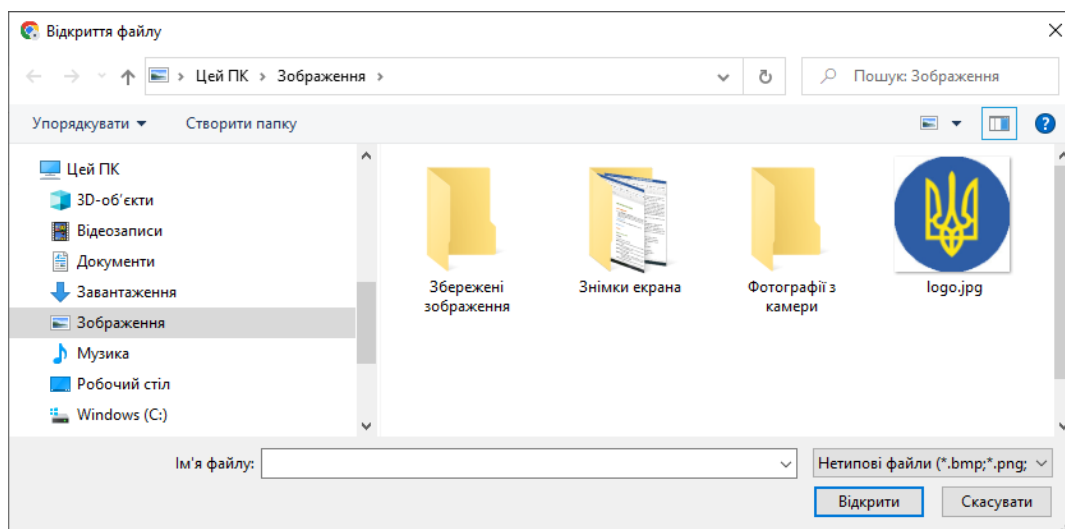 Відкриття файлу
Цей ПК > Зображення >
Пошук: Зображення
Упорядкувати
Створити папку
Цей ПК
3D-об'єкти
Відеозаписи
Документи
Завантаження
Зображення
Музика
Робочий стіл
Windows (C:)
Збережені
зображення
Знімки екрана
Фотографії з
камери
logo.jpg
Ім'я файлу:
Нетипові файли (*.bmp;*.png;
Відкрити
Скасувати